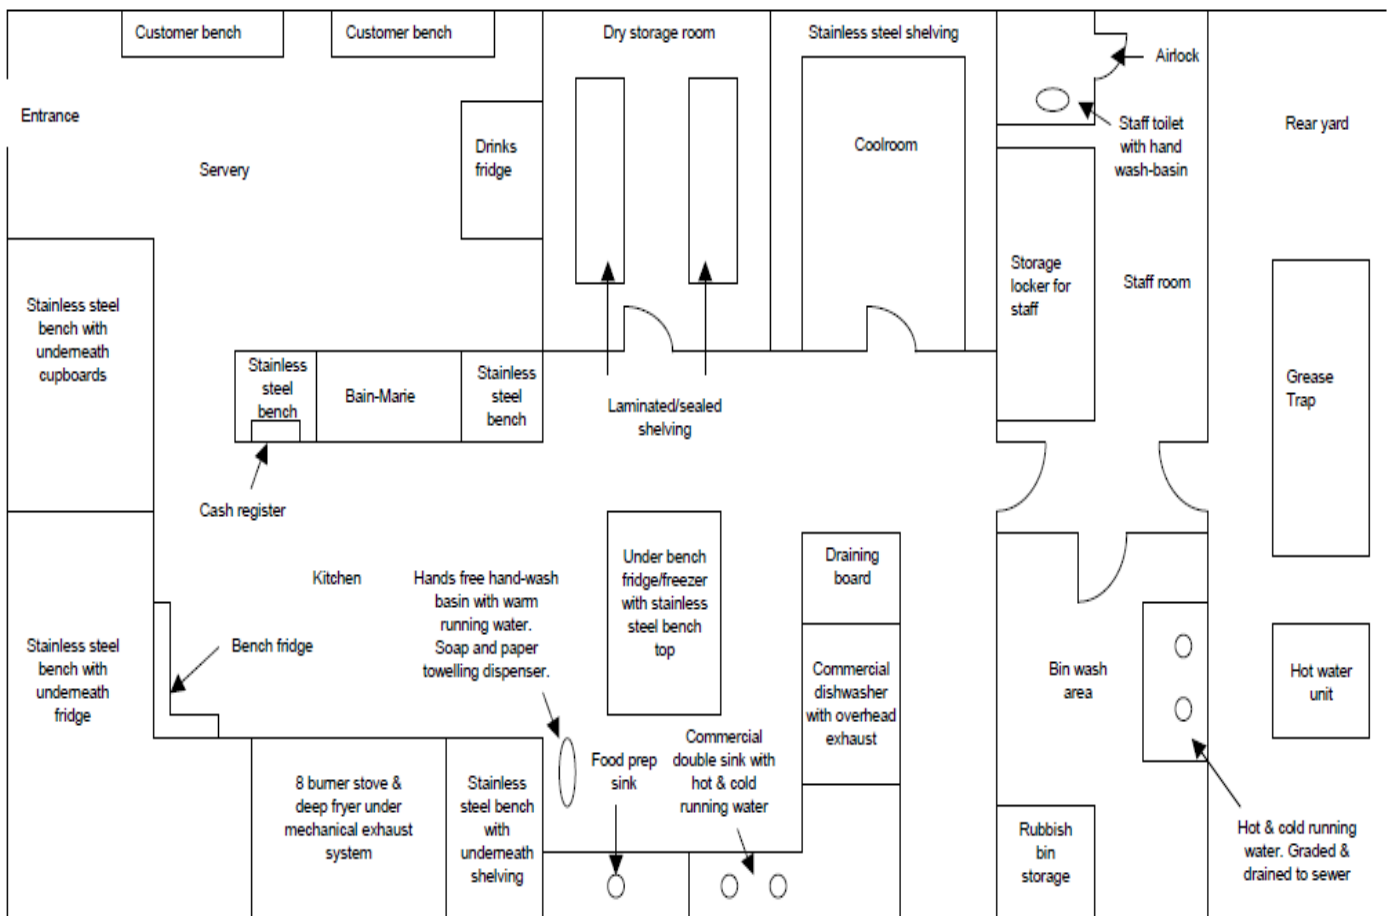 Customer bench
Customer bench
Dry storage room
Stainless steel shelving
Airlock
Entrance
Servery
Drinks
fridge
Coolroom
Staff toilet
with hand
wash-basin
Rear yard
Stainless steel
bench with
underneath
cupboards
Storage
locker for
staff
Staff room
Grease
Trap
Stainless
steel
bench
Bain-Marie
Stainless
steel
bench
Laminated/sealed
shelving
Cash register
Kitchen
Hands free hand-wash
basin with warm
running water.
Soap and paper
towelling dispenser.
Under bench
fridge/freezer
with stainless
steel bench
top
Draining
board
Stainless steel
bench with
underneath
fridge
Bench fridge
Commercial
dishwasher
with overhead
exhaust
Bin wash
area
Hot water
unit
8 burner stove &
deep fryer under
mechanical exhaust
system
Stainless
steel bench
with
underneath
shelving
Food prep
sink
Commercial
double sink with
hot & cold
running water
Rubbish
bin
storage
Hot & cold running
water. Graded &
drained to sewer